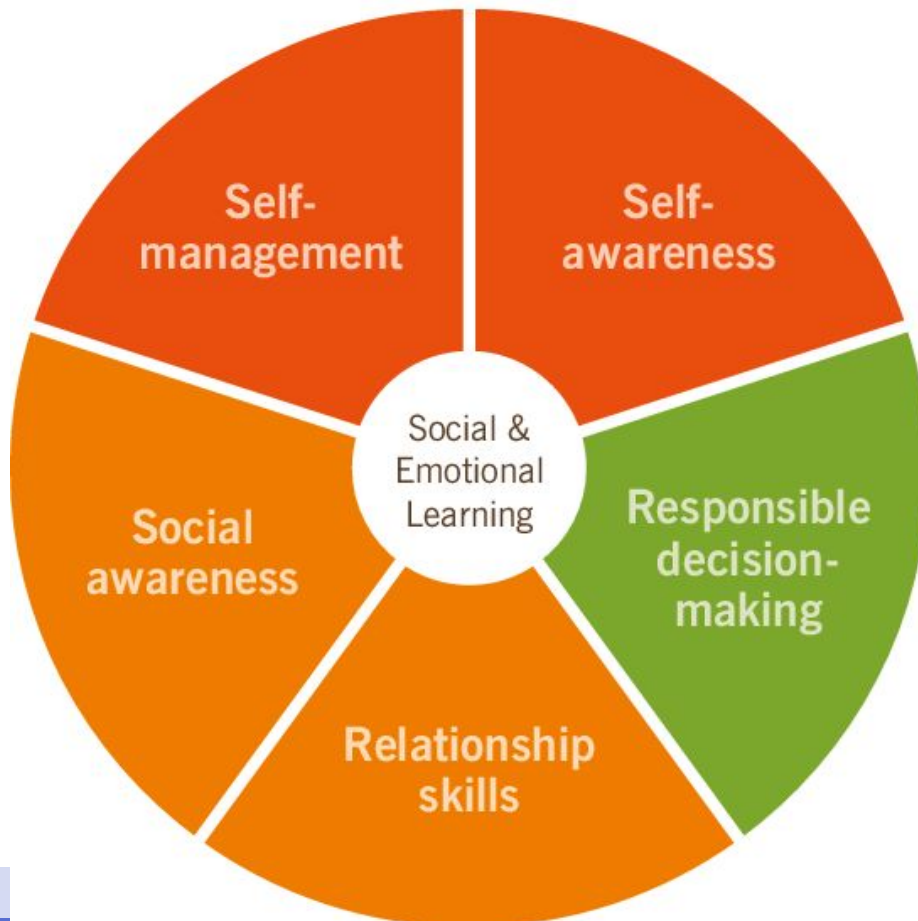 Self-
management
Self-
awareness
Social &
Emotional
Learning
Social
awareness
Responsible
decision-
making
Relationship
skills